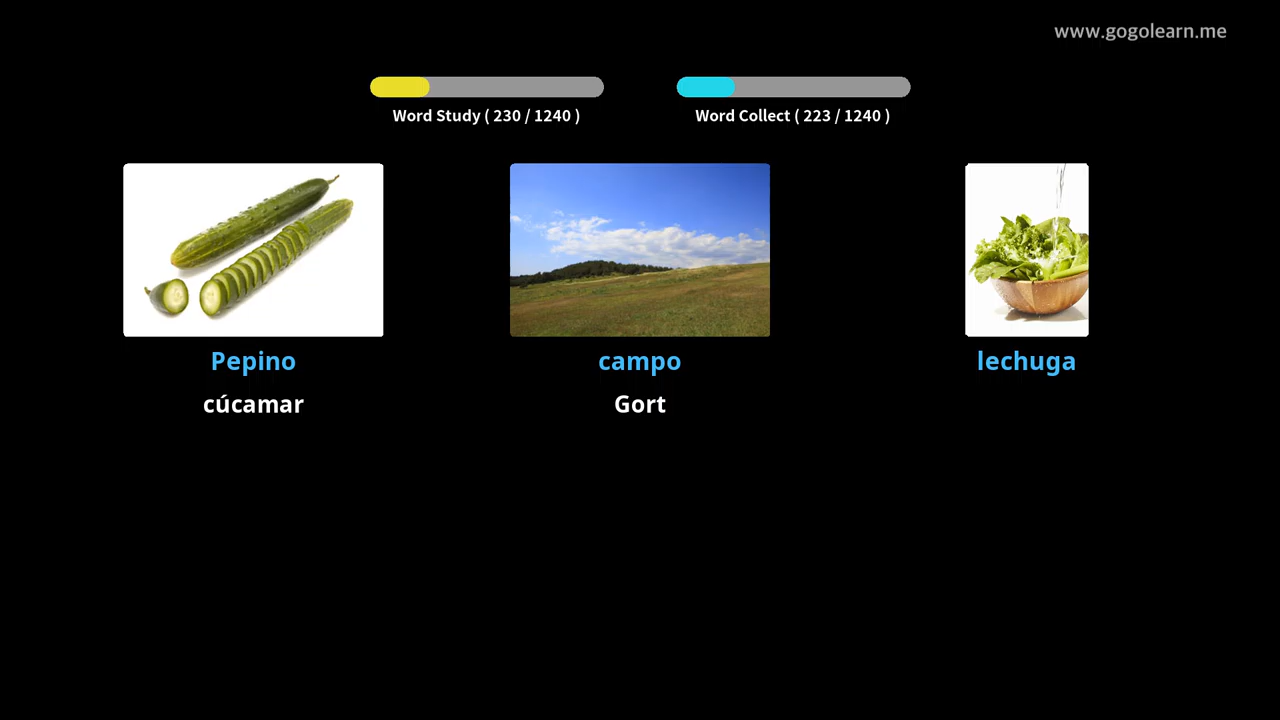 www.gogolearn.me
Word Study ( 230 / 1240 )
Word Collect ( 223 / 1240 )
Pepino
cúcamar
campo
Gort
lechuga